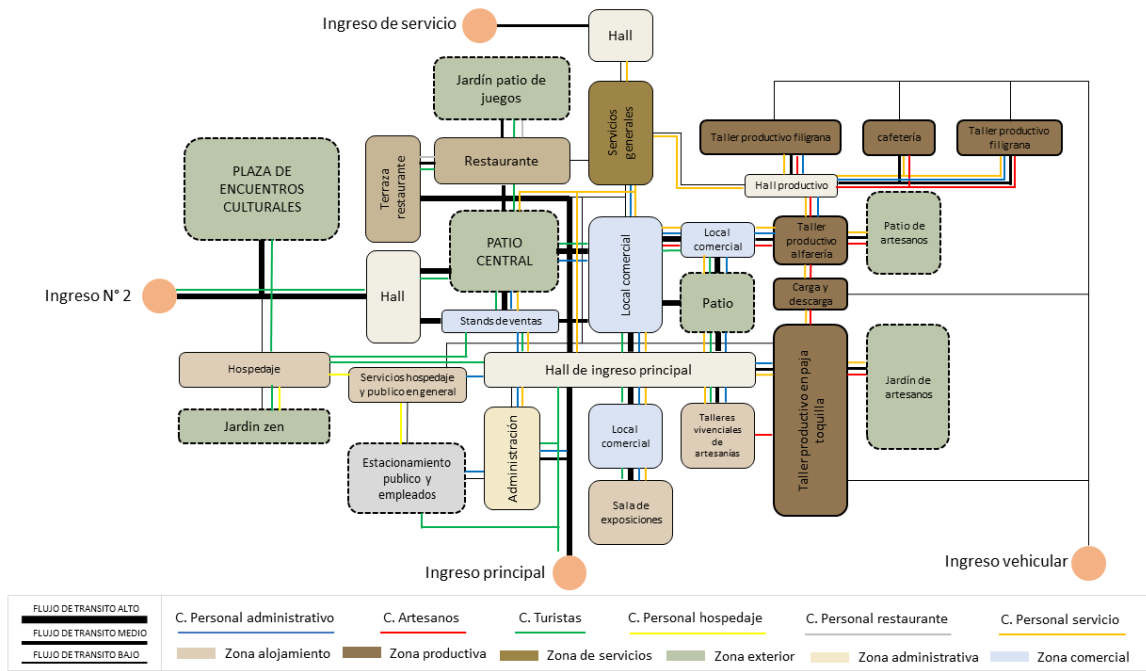 Ingreso de servicio
Hall
Jardín patio de
juegos
Servicios
generales
Taller productivo filigrana
cafetería
Taller productivo
filigrana
PLAZA DE
ENCUENTROS
CULTURALES
Terraza
restaurante
Restaurante
Hall productivo
PATIO
CENTRAL
Local comercial
Local
comercial
Taller
productivo
alfarería
Patio de
artesanos
Ingreso N° 2
Hall
Stands de ventas
Patio
Carga y
descarga
Hospedaje
Servicios hospedaje
y publico en general
Hall de ingreso principal
Taller productivo en paja
toquilla
Jardín de
artesanos
Jardin zen
Administración
Local
comercial
Talleres
vivenciales de
artesanías
Estacionamiento
publico y
empleados
Sala de
exposiciones
Ingreso principal
Ingreso vehicular
FLUJO DE TRANSITO ALTO
FLUJO DE TRANSITO MEDIO
FLUJO DE TRANSITO BAJO
C. Personal administrativo
C. Artesanos
C. Turistas
C. Personal hospedaje
C. Personal restaurante
C. Personal servicio
Zona alojamiento
Zona productiva
Zona de servicios
Zona exterior
Zona administrativa
Zona comercial